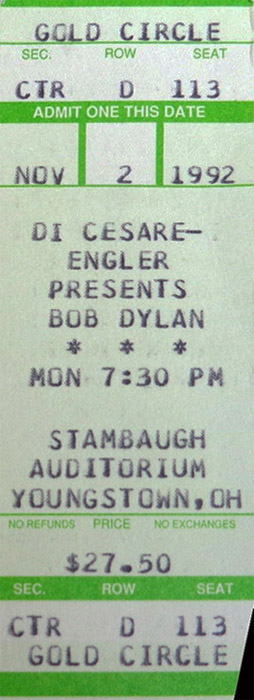 GOLD CIRCLE
SEC. ROW SEAT
CTR D 113
ADMIT ONE THIS DATE
NOV 2 1992
DI CESARE-
ENGLER
PRESENTS
BOB DYLAN
* * *
MON 7:30 PM
STAMBAUGH
AUDITORIUM
YOUNGSTOWN,OH
NO REFUNDS PRICE NO EXCHANGES
$27.50
SEC. ROW SEAT
CTR D 113
GOLD CIRCLE